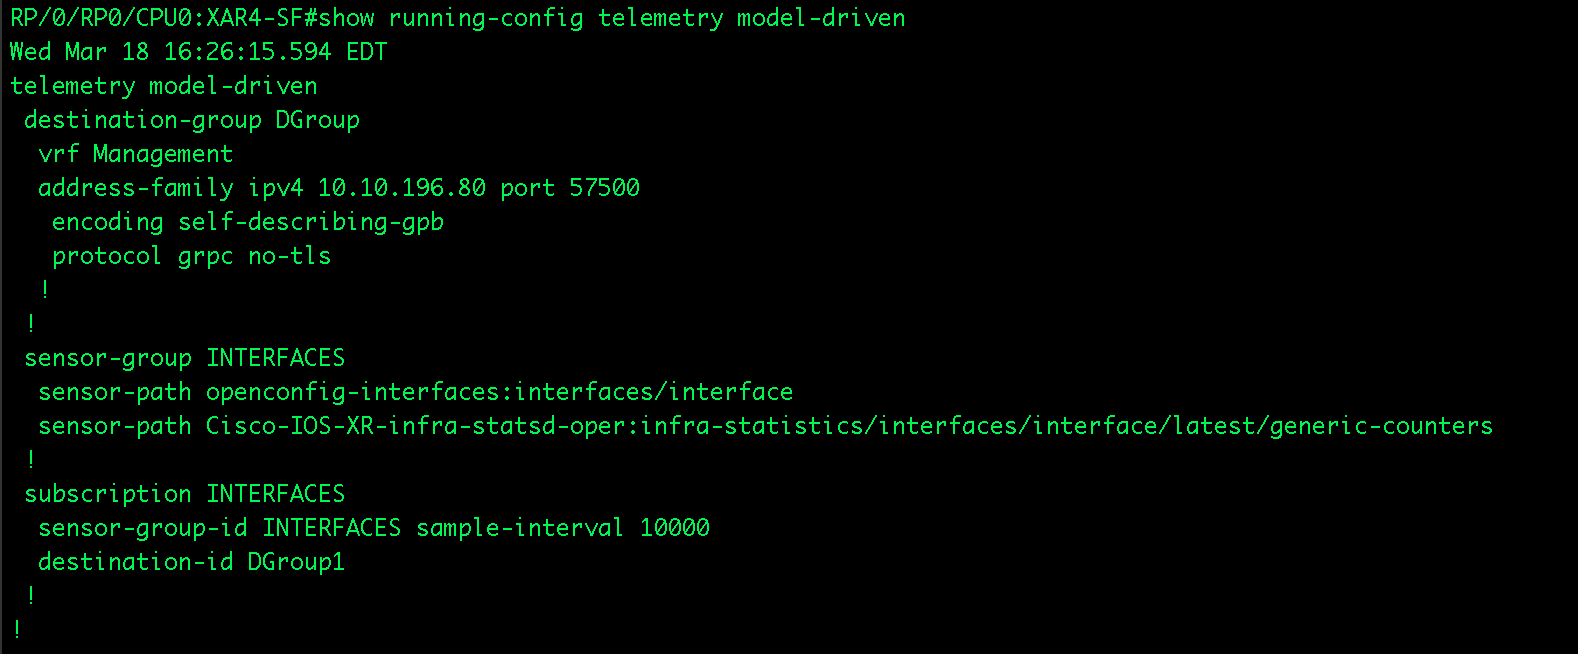 RP/0/RP0/CPU0:XAR4-SF#show running-config telemetry model-driven
Wed Mar 18 16:26:15.594 EDT
telemetry model-driven
 destination-group DGroup
  vrf Management
  address-family ipv4 10.10.196.80 port 57500
   encoding self-describing-gpb
   protocol grpc no-tls
  !
 !
 sensor-group INTERFACES
  sensor-path openconfig-interfaces:interfaces/interface
  sensor-path Cisco-IOS-XR-infra-statsd-oper:infra-statistics/interfaces/interface/latest/generic-counters
 !
 subscription INTERFACES
  sensor-group-id INTERFACES sample-interval 10000
  destination-id DGroup1
 !
!